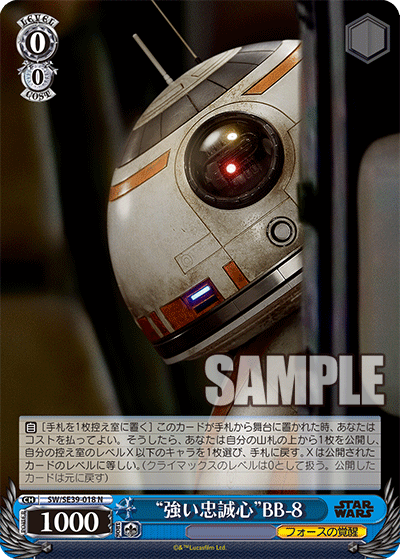 LEVEL
0
0
COST
SAMPLE
自 [手札を1枚控え室に置く] このカードが手札から舞台に置かれた時、あなたは
コストを払ってよい。そうしたら、あなたは自分の山札の上から1枚を公開し、
自分の控え室のレベルX以下のキャラを1枚選び、手札に戻す。Xは公開された
カードのレベルに等しい。(クライマックスのレベルは0として扱う。公開した
カードは元に戻す)
CH SW/SE39-018 N
1000
“強い忠誠心”BB-8
STAR WARS
フォースの覚醒
©&™Lucasfilm Ltd.